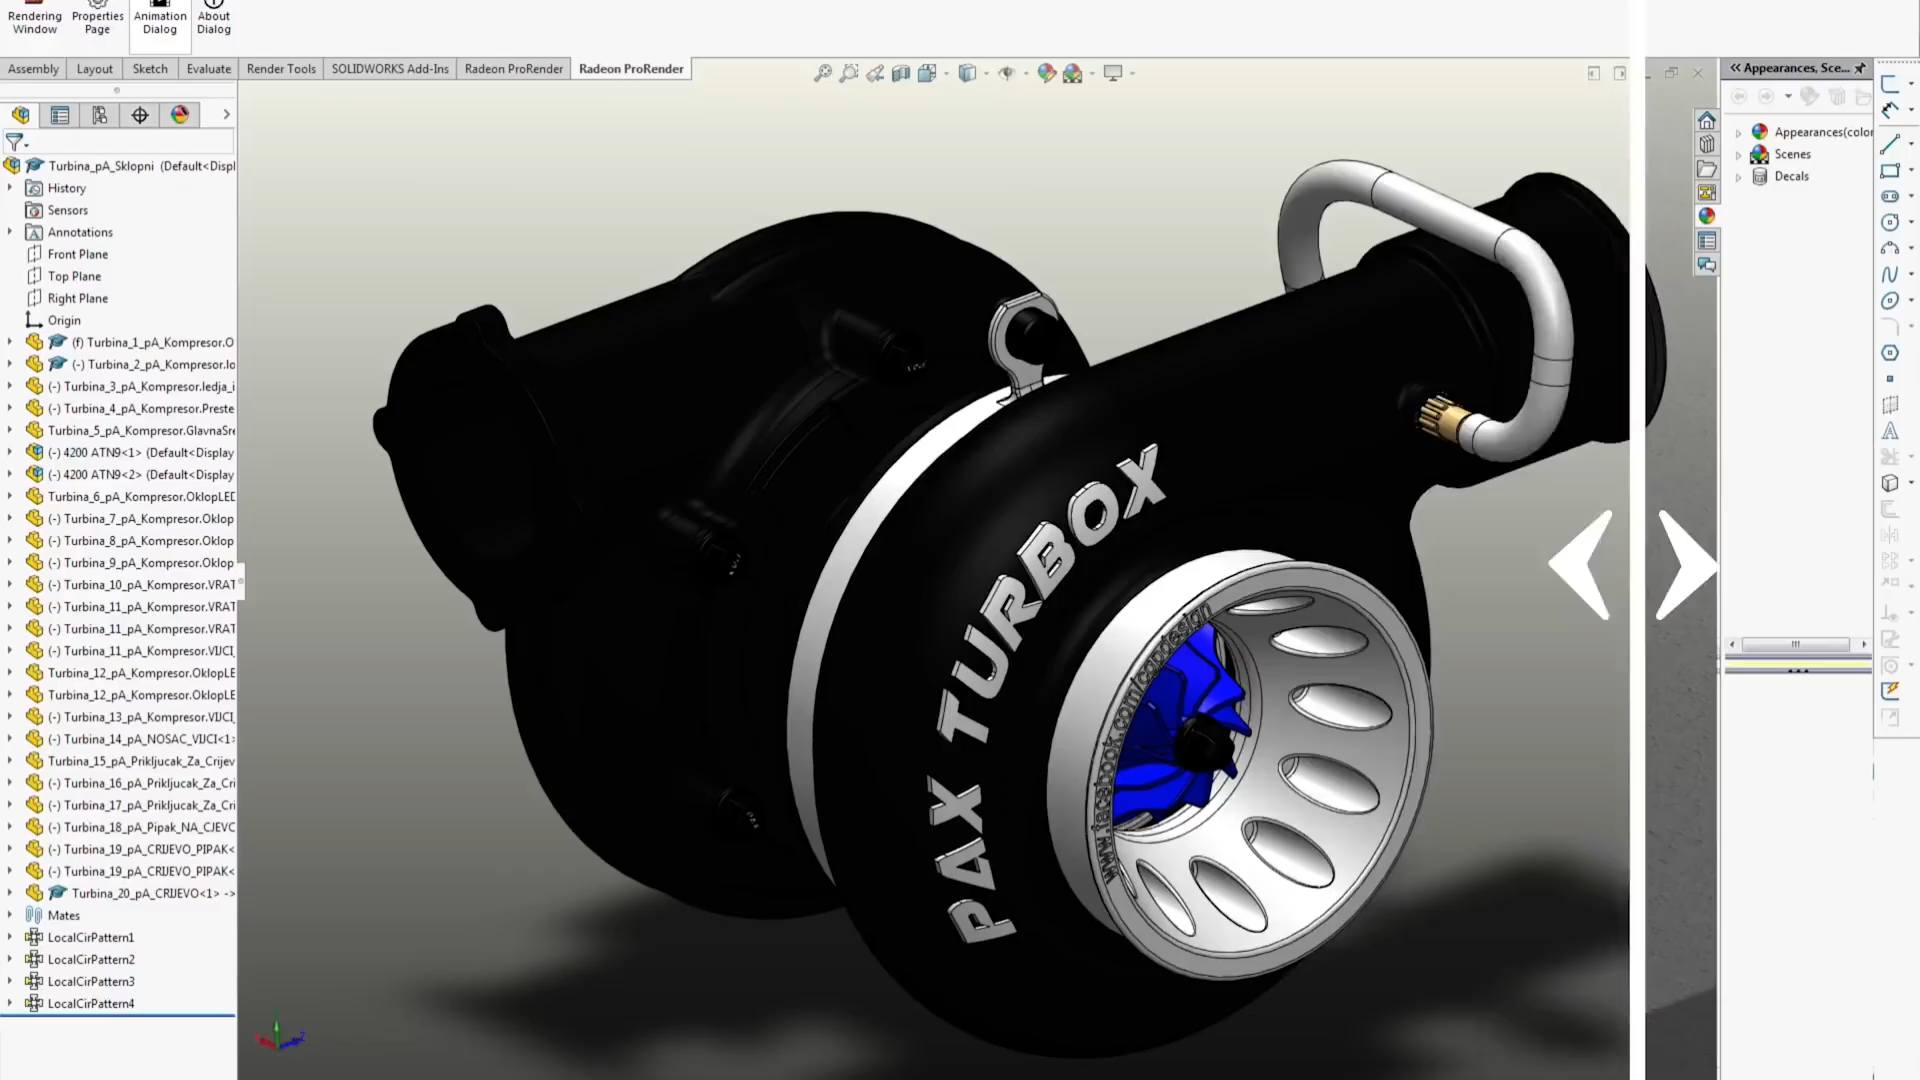 Rendering Window
Properties Page
Animation Dialog
About Dialog
Assembly
Layout
Sketch
Evaluate
Render Tools
SOLIDWORKS Add-Ins
Radeon ProRender
Radeon ProRender
Appearances, Sce...
Turbina_pA_Sklopni (Default<Displ
History
Sensors
Annotations
Front Plane
Top Plane
Right Plane
Origin
(f) Turbina_1_pA_Kompresor.O
(-) Turbina_2_pA_Kompresor.lo
(-) Turbina_3_pA_Kompresor.ledja_i
(-) Turbina_4_pA_Kompresor.Preste
Turbina_5_pA_Kompresor.GlavnaSre
(-) 4200 ATN9<1> (Default<Display
(-) 4200 ATN9<2> (Default<Display
Turbina_6_pA_Kompresor.OklopLEĐ
(-) Turbina_7_pA_Kompresor.Oklop
(-) Turbina_8_pA_Kompresor.Oklop
(-) Turbina_9_pA_Kompresor.Oklop
(-) Turbina_10_pA_Kompresor.VRAT
(-) Turbina_11_pA_Kompresor.VRAT
(-) Turbina_11_pA_Kompresor.VRAT
(-) Turbina_11_pA_Kompresor.VIJCI_
Turbina_12_pA_Kompresor.OklopLE
Turbina_12_pA_Kompresor.OklopLE
(-) Turbina_13_pA_Kompresor.VIJCI_
(-) Turbina_14_pA_NOSAC_VIJCI<1>
Turbina_15_pA_Prikljucak_Za_Crijev
(-) Turbina_16_pA_Prikljucak_Za_Cri
(-) Turbina_17_pA_Prikljucak_Za_Cri
(-) Turbina_18_pA_Pipak_NA_CJEVC
(-) Turbina_19_pA_CRIJEVO_PIPAK<
(-) Turbina_19_pA_CRIJEVO_PIPAK<
Turbina_20_pA_CRIJEVO<1> ->
Mates
LocalCirPattern1
LocalCirPattern2
LocalCirPattern3
LocalCirPattern4
PAX TURBOX
www.facebook.com/capdesign
Appearances(color
Scenes
Decals